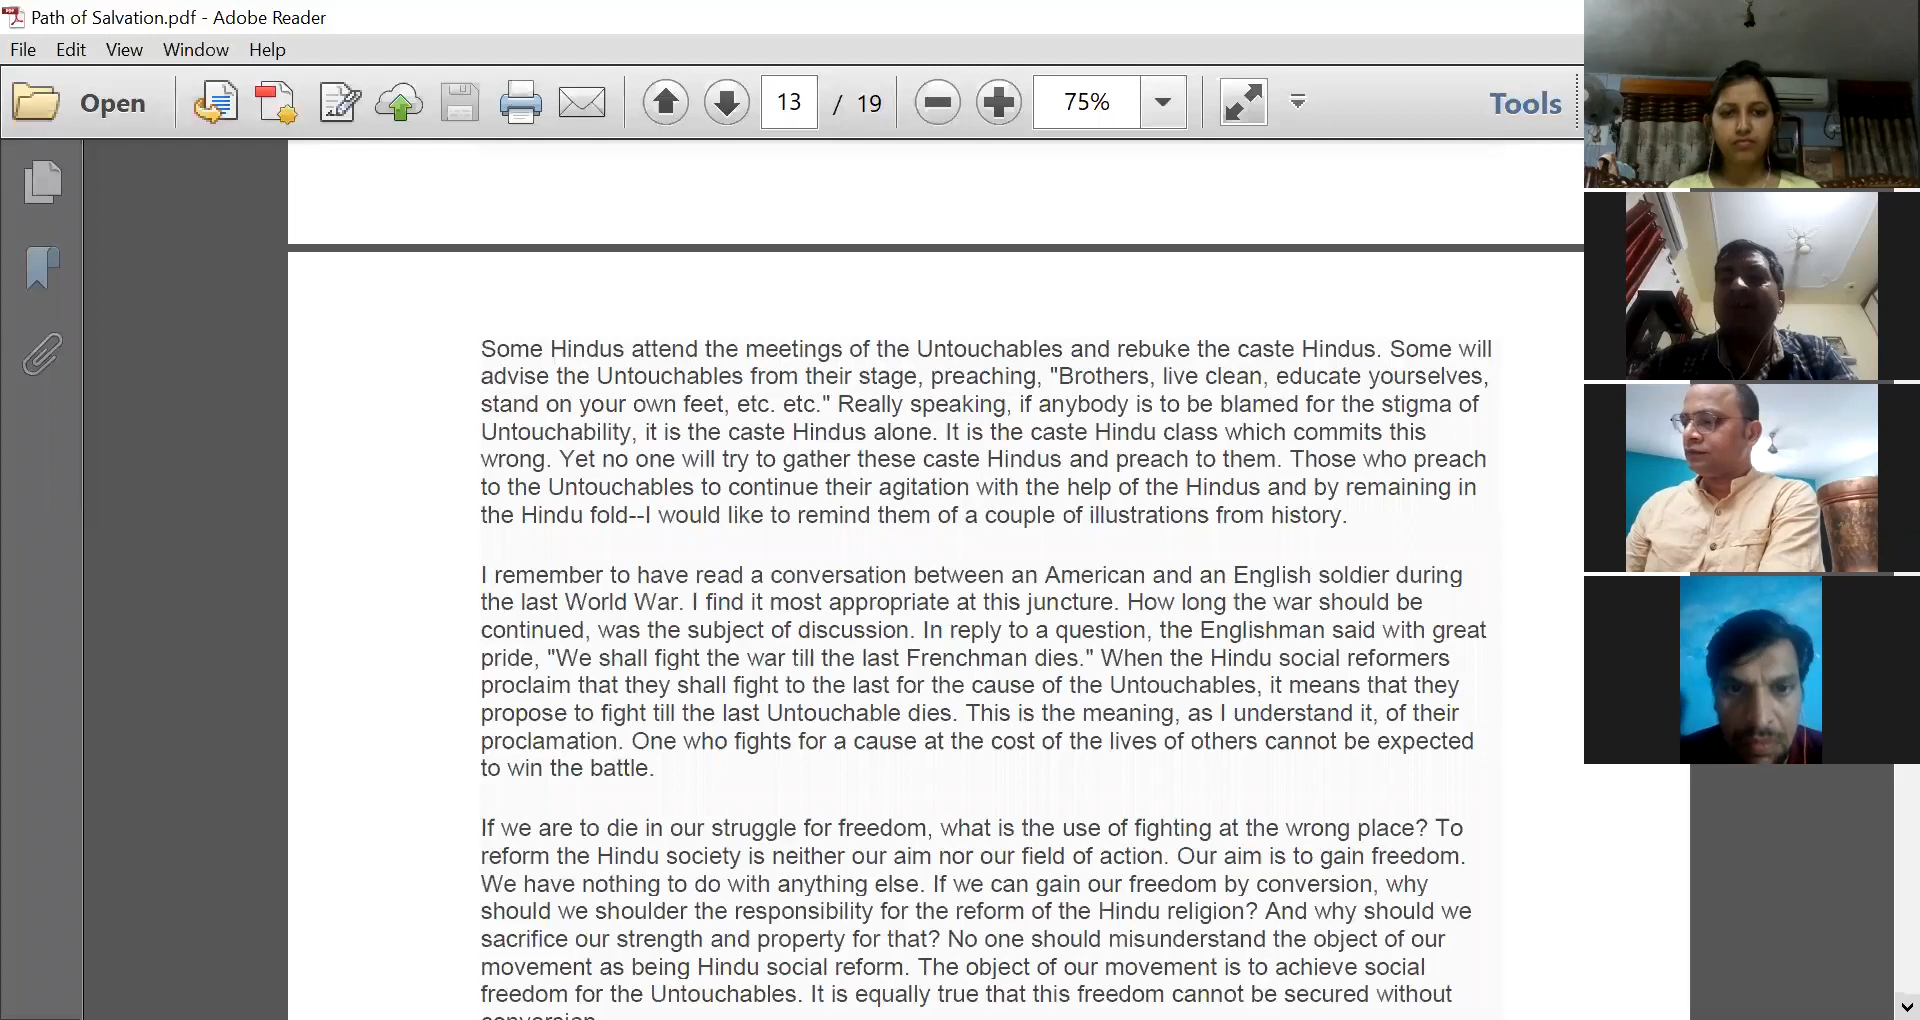 Path of Salvation.pdf - Adobe Reader
File Edit View Window Help
Open 13 / 19 75% Tools
Some Hindus attend the meetings of the Untouchables and rebuke the caste Hindus. Some will
advise the Untouchables from their stage, preaching, "Brothers, live clean, educate yourselves,
stand on your own feet, etc. etc." Really speaking, if anybody is to be blamed for the stigma of
Untouchability, it is the caste Hindus alone. It is the caste Hindu class which commits this
wrong. Yet no one will try to gather these caste Hindus and preach to them. Those who preach
to the Untouchables to continue their agitation with the help of the Hindus and by remaining in
the Hindu fold--I would like to remind them of a couple of illustrations from history.
I remember to have read a conversation between an American and an English soldier during
the last World War. I find it most appropriate at this juncture. How long the war should be
continued, was the subject of discussion. In reply to a question, the Englishman said with great
pride, "We shall fight the war till the last Frenchman dies." When the Hindu social reformers
proclaim that they shall fight to the last for the cause of the Untouchables, it means that they
propose to fight till the last Untouchable dies. This is the meaning, as I understand it, of their
proclamation. One who fights for a cause at the cost of the lives of others cannot be expected
to win the battle.
If we are to die in our struggle for freedom, what is the use of fighting at the wrong place? To
reform the Hindu society is neither our aim nor our field of action. Our aim is to gain freedom.
We have nothing to do with anything else. If we can gain our freedom by conversion, why
should we shoulder the responsibility for the reform of the Hindu religion? And why should we
sacrifice our strength and property for that? No one should misunderstand the object of our
movement as being Hindu social reform. The object of our movement is to achieve social
freedom for the Untouchables. It is equally true that this freedom cannot be secured without
conversion